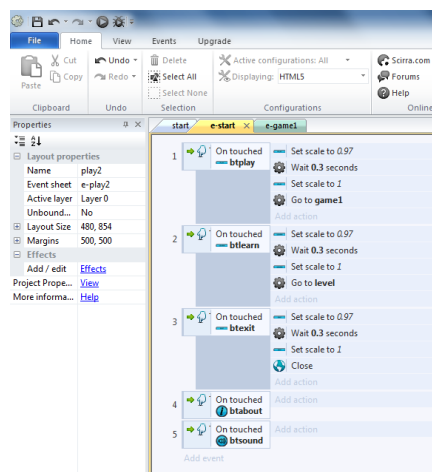 File Home View Events Upgrade
Paste Cut Copy Undo Redo Delete Select All Select None Active configurations: All Displaying: HTML5 Scirra.com Forums Help
Clipboard Undo Selection Configurations Online
Properties
Layout properties
Name play2
Event sheet e-play2
Active layer Layer 0
Unbound... No
Layout Size 480, 854
Margins 500, 500
Effects
Add / edit Effects
Project Prope... View
More informa... Help
start e-start × e-game1
1 On touched btplay
Set scale to 0.97
Wait 0.3 seconds
Set scale to 1
Go to game1
Add action
2 On touched btlearn
Set scale to 0.97
Wait 0.3 seconds
Set scale to 1
Go to level
Add action
3 On touched btexit
Set scale to 0.97
Wait 0.3 seconds
Set scale to 1
Close
Add action
4 On touched btabout
Add action
5 On touched btsound
Add action
Add event